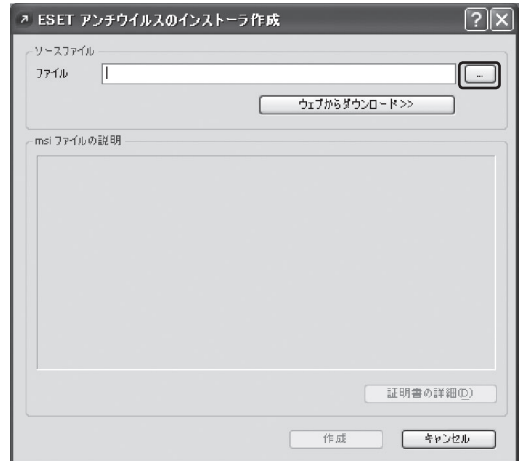 ESET アンチウイルスのインストーラ作成
ソースファイル
ファイル
...
ウェブからダウンロード>>
msi ファイルの説明
証明書の詳細(D)
作成
キャンセル